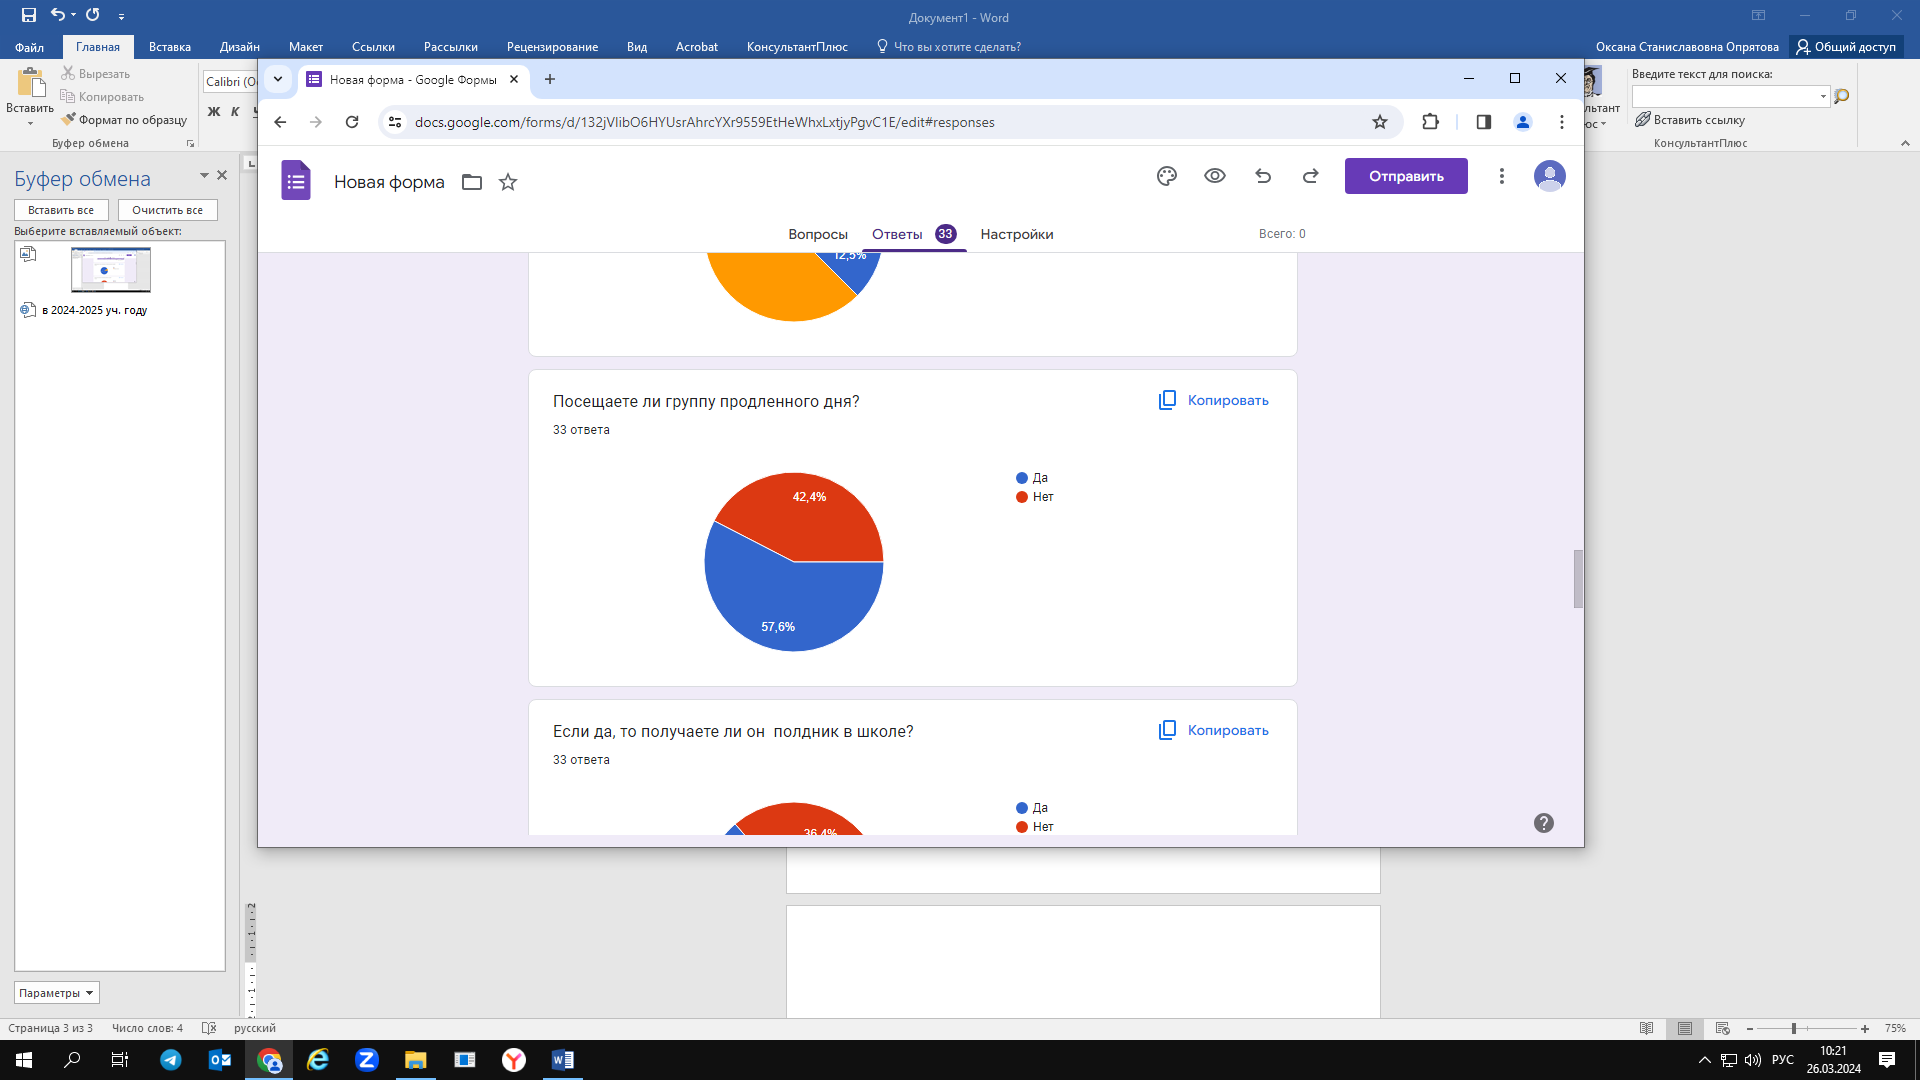 Документ1 - Word
Файл
Главная
Вставка
Дизайн
Макет
Ссылки
Рассылки
Рецензирование
Вид
Acrobat
КонсультантПлюс
Что вы хотите сделать?
Оксана Станиславовна Опрятова
Общий доступ
Вставить
Вырезать
Копировать
Формат по образцу
Буфер обмена
Calibri (О
Ж К Ч
Введите текст для поиска:
Вставить ссылку
КонсультантПлюс
Новая форма - Google Формы
docs.google.com/forms/d/132jVlibO6HYUsrAhrcYXr9559EtHeWhxLxtjyPgvC1E/edit#responses
Новая форма
Отправить
Вопросы
Ответы 33
Настройки
Всего: 0
12,5%
Посещаете ли группу продленного дня?
Копировать
33 ответа
Да
Нет
42,4%
57,6%
Если да, то получаете ли он полдник в школе?
Копировать
33 ответа
Да
Нет
36,4%
Буфер обмена
Вставить все
Очистить все
Выберите вставляемый объект:
в 2024-2025 уч. году
Параметры
Страница 3 из 3
Число слов: 4
русский
75%
РУС
10:21
26.03.2024